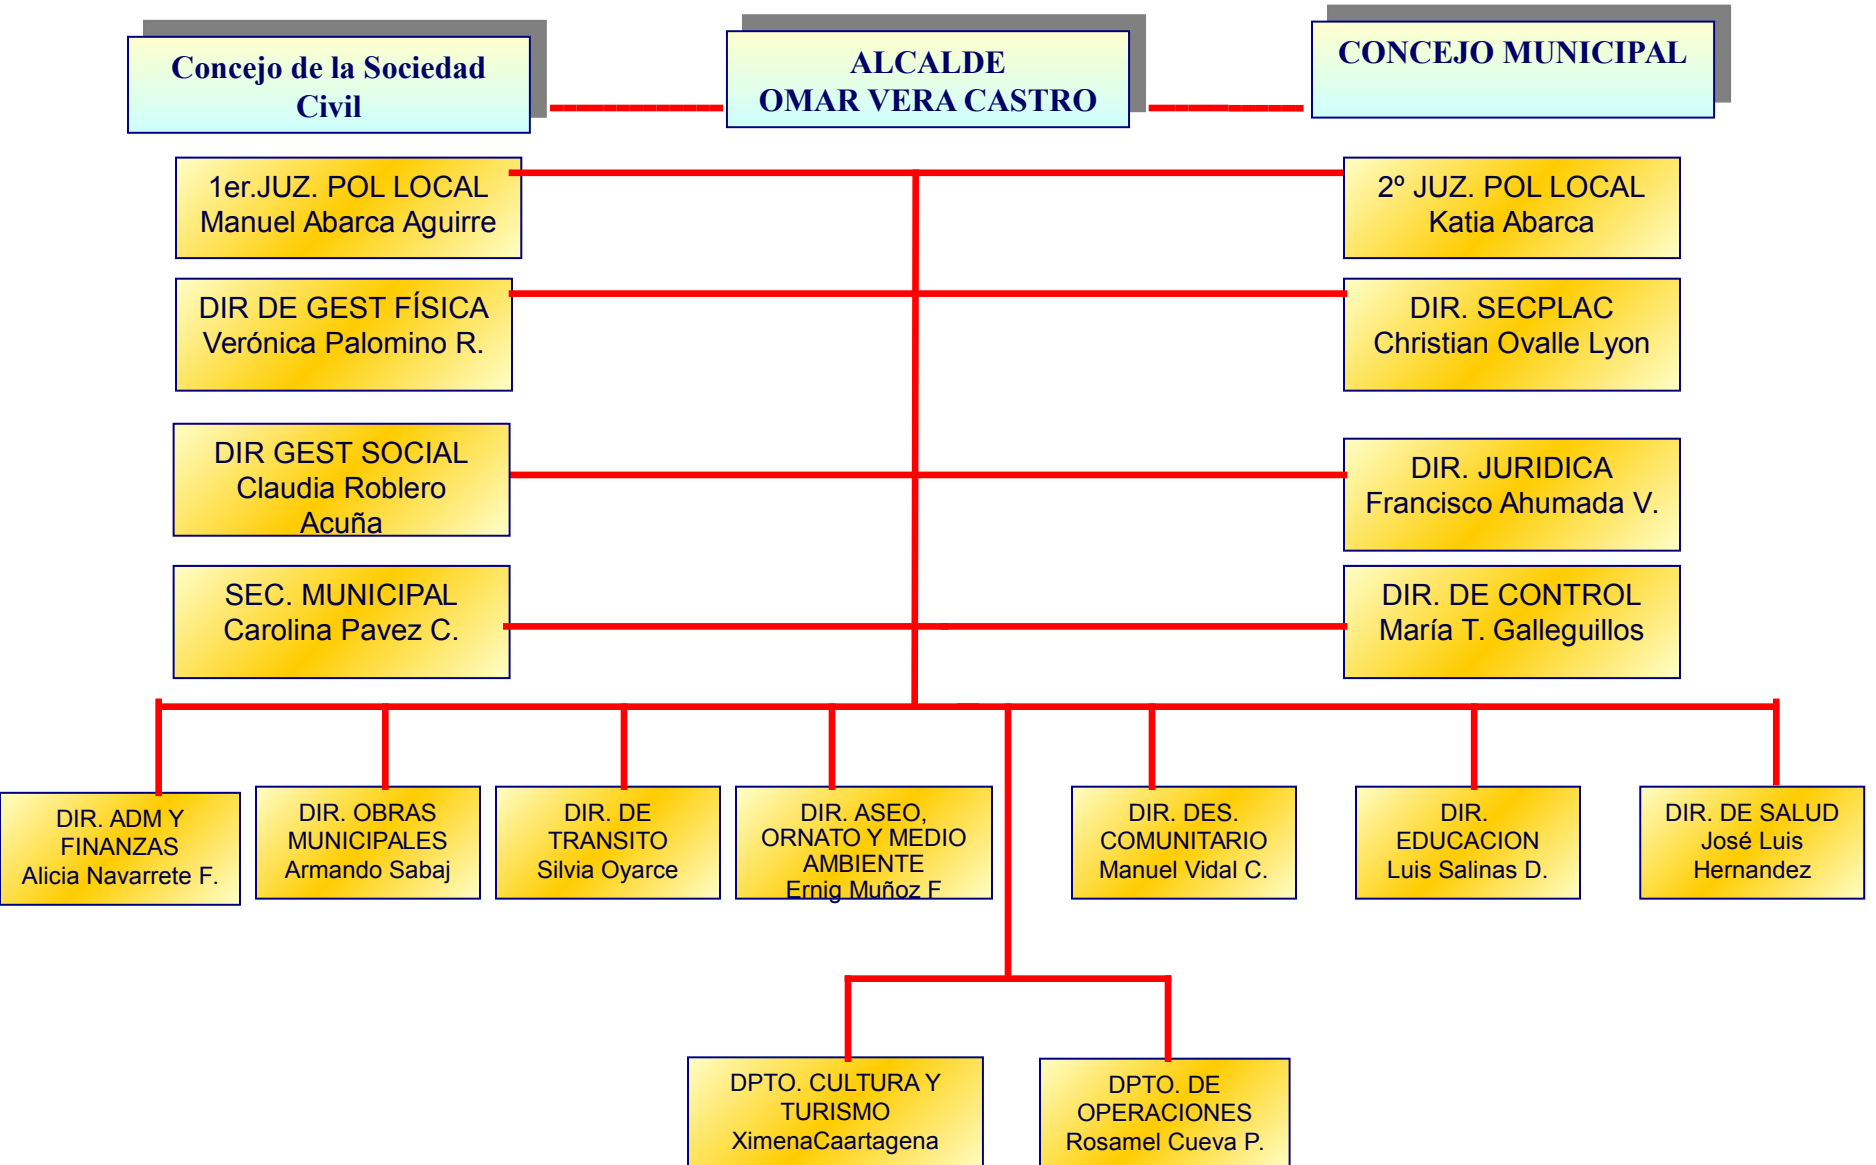 Concejo de la Sociedad
Civil
ALCALDE
OMAR VERA CASTRO
CONCEJO MUNICIPAL
1er.JUZ. POL LOCAL
Manuel Abarca Aguirre
2º JUZ. POL LOCAL
Katia Abarca
DIR DE GEST FÍSICA
Verónica Palomino R.
DIR. SECPLAC
Christian Ovalle Lyon
DIR GEST SOCIAL
Claudia Roblero
Acuña
DIR. JURIDICA
Francisco Ahumada V.
SEC. MUNICIPAL
Carolina Pavez C.
DIR. DE CONTROL
María T. Galleguillos
DIR. ADM Y
FINANZAS
Alicia Navarrete F.
DIR. OBRAS
MUNICIPALES
Armando Sabaj
DIR. DE
TRANSITO
Silvia Oyarce
DIR. ASEO,
ORNATO Y MEDIO
AMBIENTE
Ernig Muñoz F
DIR. DES.
COMUNITARIO
Manuel Vidal C.
DIR.
EDUCACION
Luis Salinas D.
DIR. DE SALUD
José Luis
Hernandez
DPTO. CULTURA Y
TURISMO
XimenaCaartagena
DPTO. DE
OPERACIONES
Rosamel Cueva P.